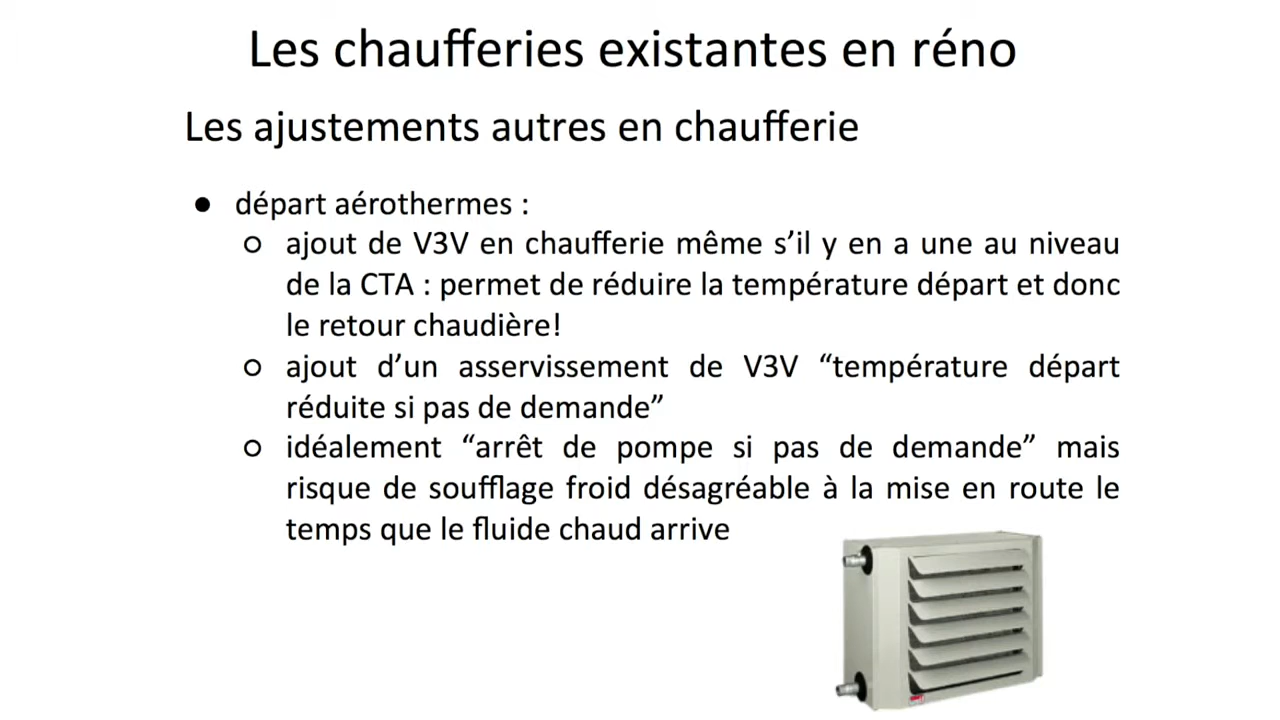 Les chaufferies existantes en réno
Les ajustements autres en chaufferie
● départ aérothermes :
○ ajout de V3V en chaufferie même s’il y en a une au niveau
de la CTA : permet de réduire la température départ et donc
le retour chaudière!
○ ajout d’un asservissement de V3V “température départ
réduite si pas de demande”
○ idéalement “arrêt de pompe si pas de demande” mais
risque de soufflage froid désagréable à la mise en route le
temps que le fluide chaud arrive